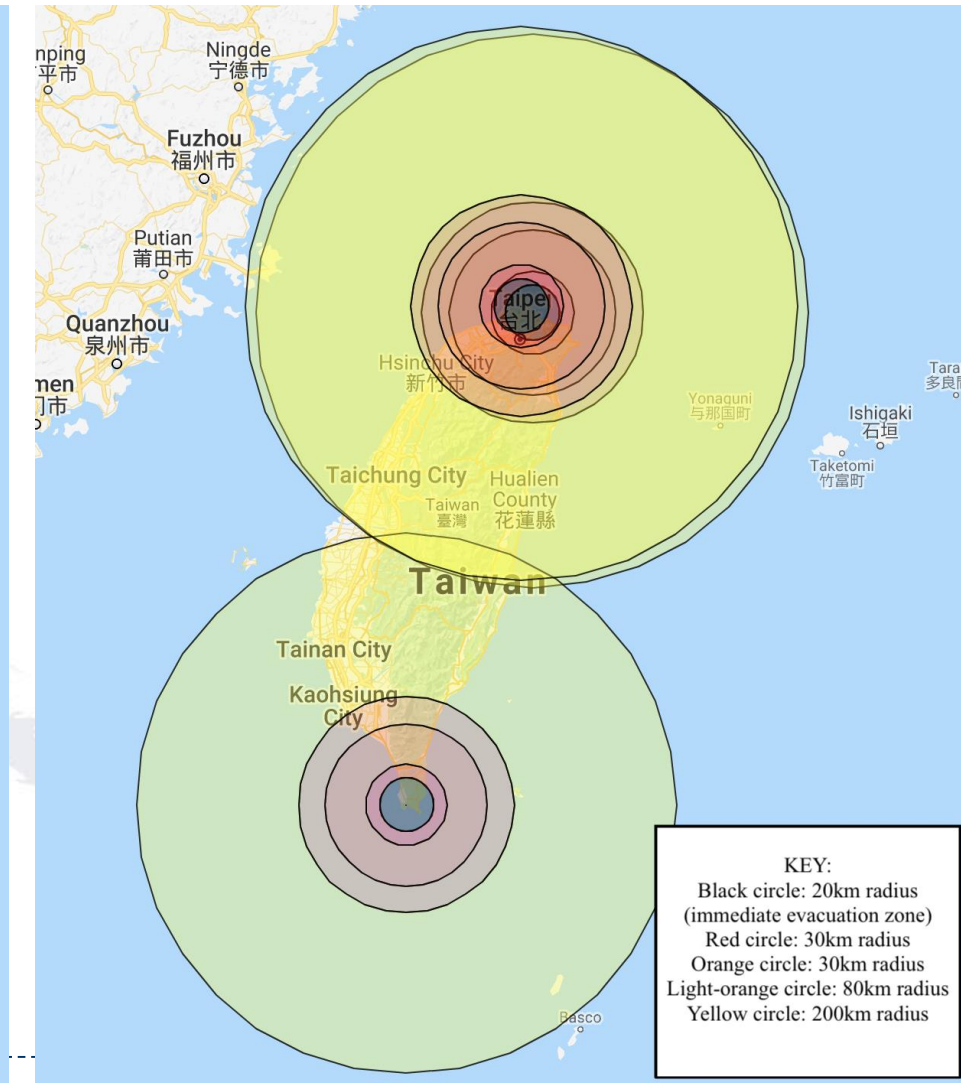 Ningde
宁德市
nping
平市
Fuzhou
福州市
Putian
莆田市
Quanzhou
泉州市
men
门市
Taipei
台北
Hsinchu City
新竹市
Yonaguni
与那国町
Tara
多良間
Ishigaki
石垣
Taketomi
竹富町
Taichung City
Hualien
County
花蓮縣
Taiwan
臺灣
Taiwan
Tainan City
Kaohsiung
City
Basco
KEY:
Black circle: 20km radius
(immediate evacuation zone)
Red circle: 30km radius
Orange circle: 30km radius
Light-orange circle: 80km radius
Yellow circle: 200km radius